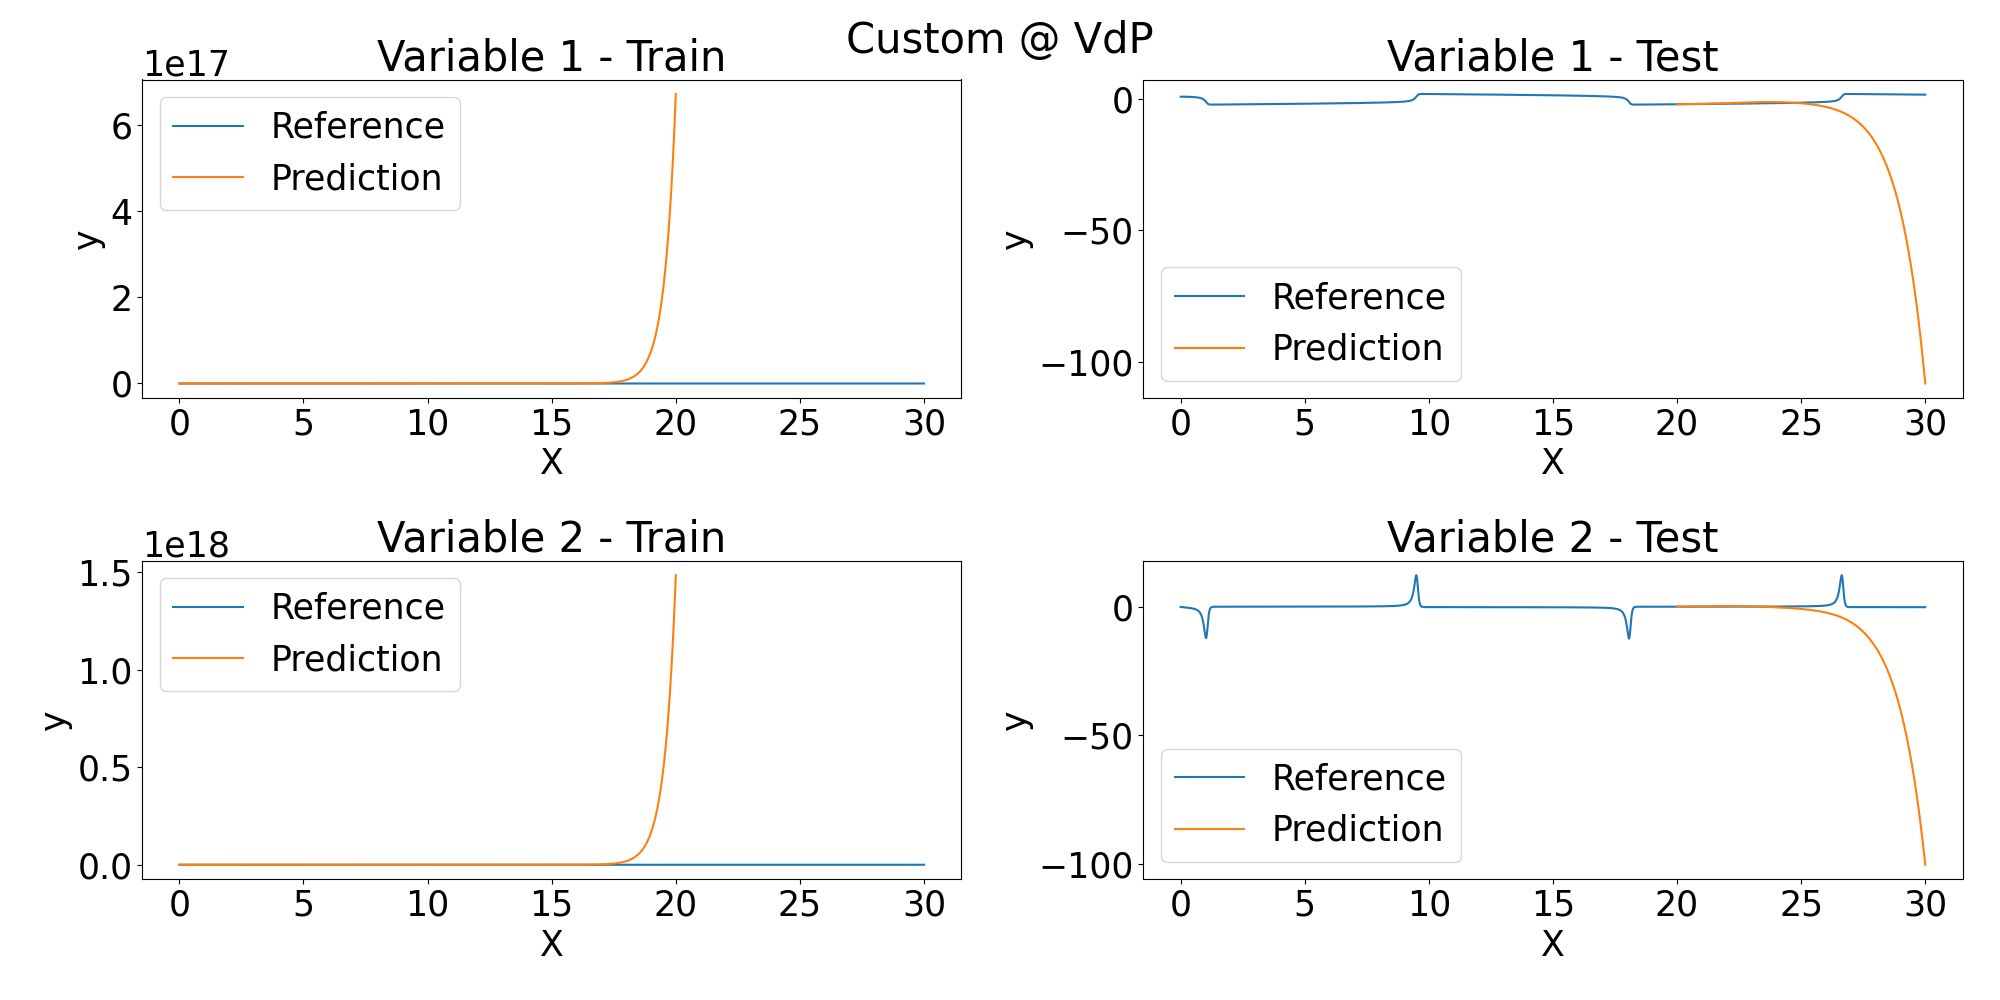 Custom @ VdP
Variable 1 - Train
1e17
Reference
Prediction
y
6
4
2
0
0 5 10 15 20 25 30
X
Variable 1 - Test
Reference
Prediction
y
0
−50
−100
0 5 10 15 20 25 30
X
Variable 2 - Train
1e18
Reference
Prediction
y
1.5
1.0
0.5
0.0
0 5 10 15 20 25 30
X
Variable 2 - Test
Reference
Prediction
y
0
−50
−100
0 5 10 15 20 25 30
X